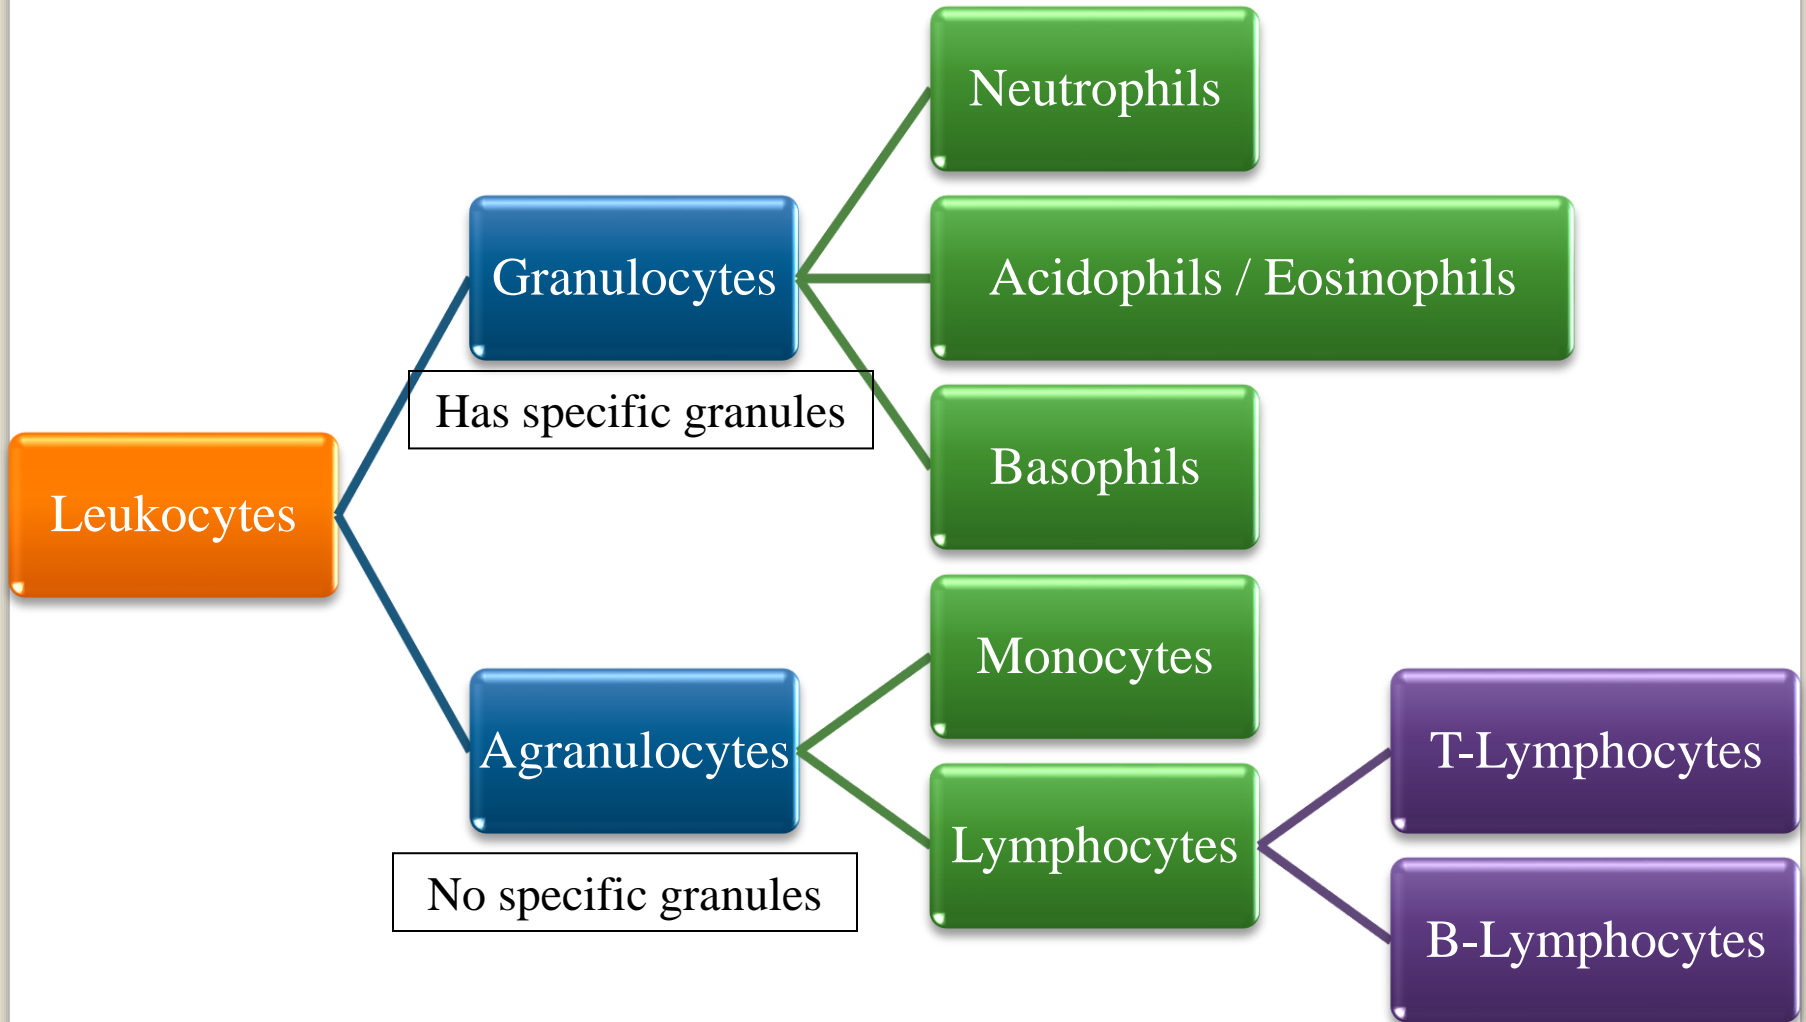 Neutrophils
Granulocytes
Acidophils / Eosinophils
Has specific granules
Basophils
Leukocytes
Monocytes
Agranulocytes
T-Lymphocytes
Lymphocytes
No specific granules
B-Lymphocytes